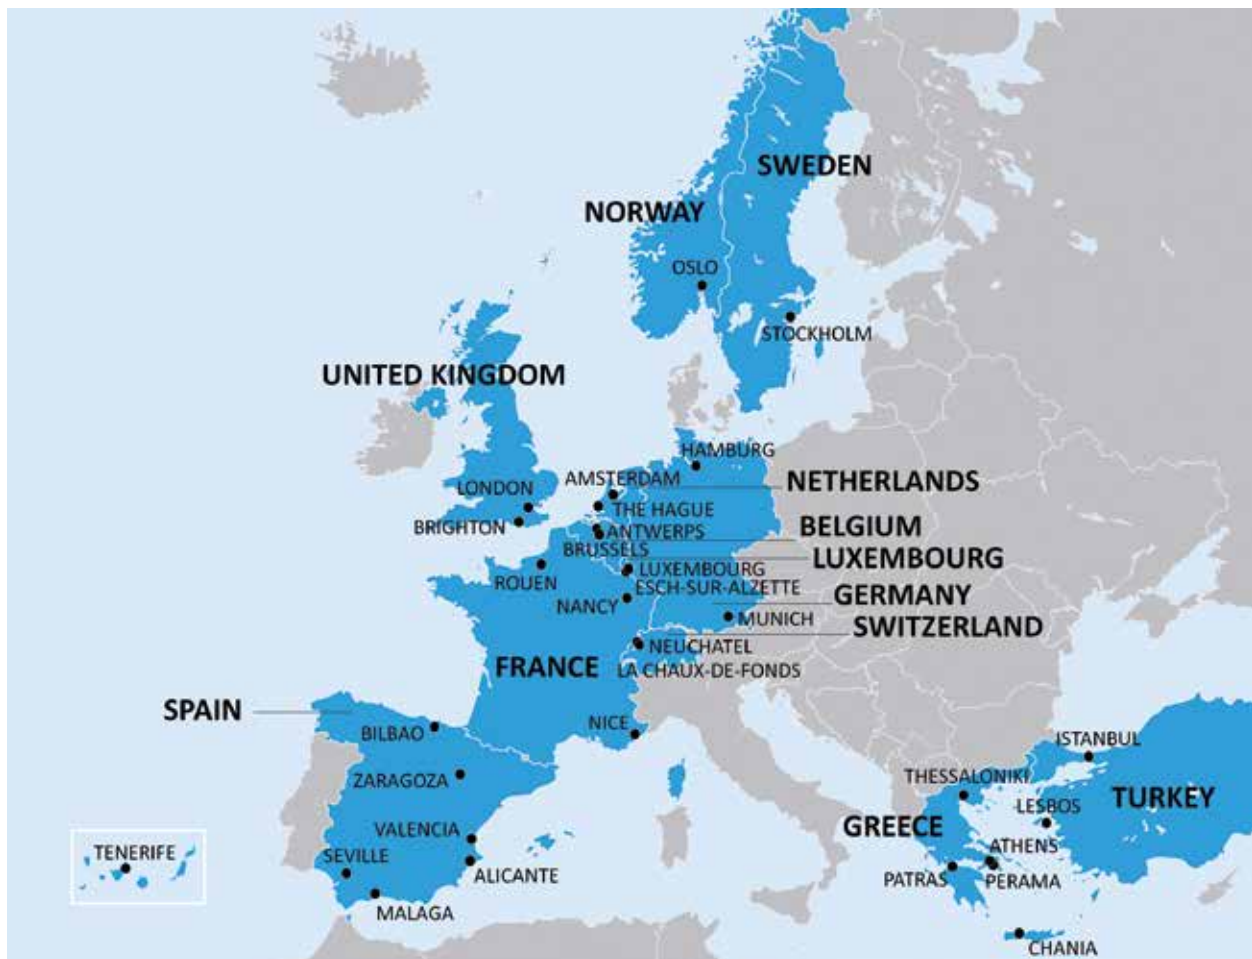 SWEDEN
NORWAY
OSLO
STOCKHOLM
UNITED KINGDOM
HAMBURG
AMSTERDAM
NETHERLANDS
LONDON
THE HAGUE
BRIGHTON
ANTWERPS
BELGIUM
BRUSSELS
LUXEMBOURG
ROUEN
LUXEMBOURG
ESCH-SUR-ALZETTE
GERMANY
NANCY
MUNICH
SWITZERLAND
NEUCHATEL
FRANCE
LA CHAUX-DE-FONDS
SPAIN
BILBAO
NICE
ISTANBUL
ZARAGOZA
THESSALONIKI
TURKEY
LESBOS
GREECE
VALENCIA
ATHENS
TENERIFE
SEVILLE
ALICANTE
PATRAS
PERAMA
MALAGA
CHANIA